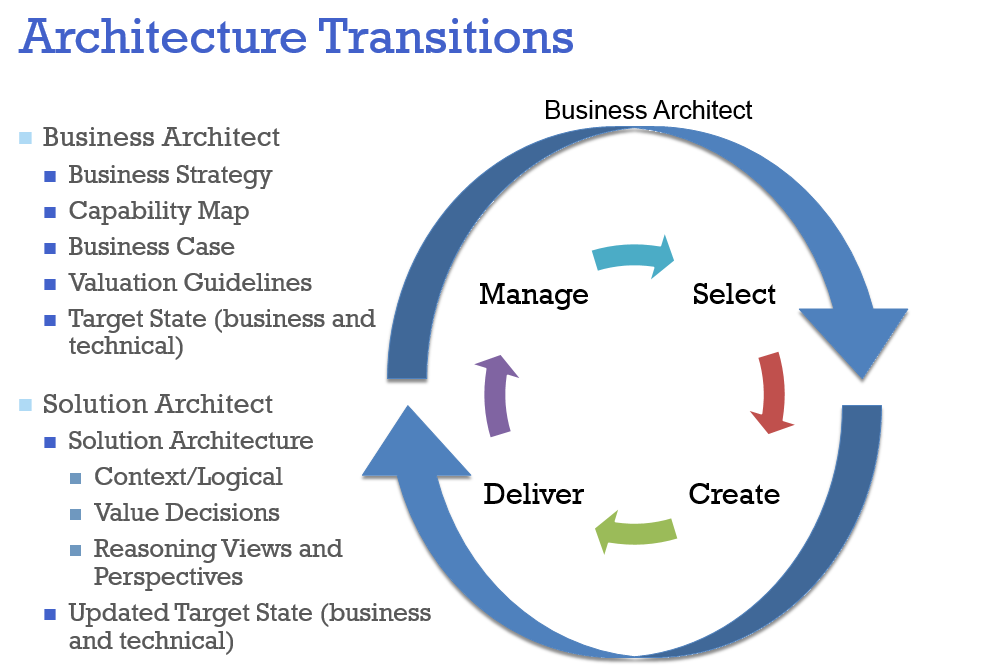 Architecture Transitions
Business Architect
Business Strategy
Capability Map
Business Case
Valuation Guidelines
Target State (business and
technical)
Solution Architect
Solution Architecture
Context/Logical
Value Decisions
Reasoning Views and
Perspectives
Updated Target State (business
and technical)
Business Architect
Manage
Select
Deliver
Create